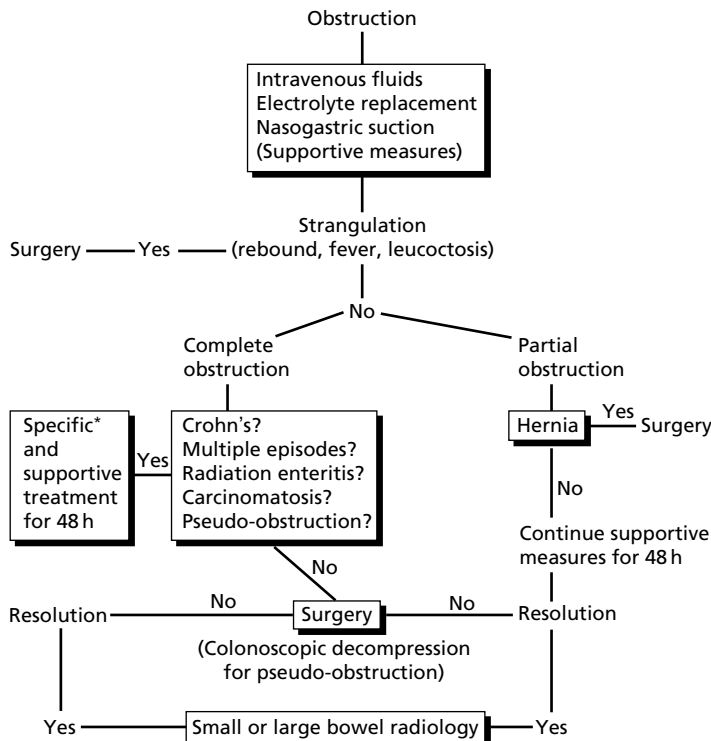 Obstruction
Intravenous fluids
Electrolyte replacement
Nasogastric suction
(Supportive measures)
Strangulation
Surgery
Yes
(rebound, fever, leucoctosis)
No
Complete
obstruction
Partial
obstruction
Specific*
and
supportive
treatment
for 48 h
Yes
Crohn's?
Multiple episodes?
Radiation enteritis?
Carcinomatosis?
Pseudo-obstruction?
Hernia
Yes
Surgery
No
Continue supportive
measures for 48 h
No
Resolution
No
Surgery
No
Resolution
(Colonoscopic decompression
for pseudo-obstruction)
Yes
Small or large bowel radiology
Yes